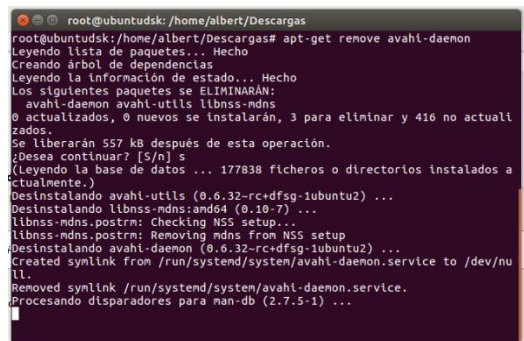 root@ubuntudsk: /home/albert/Descargas
root@ubuntudsk:/home/albert/Descargas# apt-get remove avahi-daemon
Leyendo lista de paquetes... Hecho
Creando árbol de dependencias
Leyendo la información de estado... Hecho
Los siguientes paquetes se ELIMINARÁN:
avahi-daemon avahi-utils libnss-mdns
0 actualizados, 0 nuevos se instalarán, 3 para eliminar y 416 no actuali
zados.
Se liberarán 557 kB después de esta operación.
¿Desea continuar? [S/n] s
(Leyendo la base de datos ... 177838 ficheros o directorios instalados a
ctualmente.)
Desinstalando avahi-utils (0.6.32~rc+dfsg-1ubuntu2) ...
Desinstalando libnss-mdns:amd64 (0.10-7) ...
libnss-mdns.postrm: Checking NSS setup...
libnss-mdns.postrm: Removing mdns from NSS setup
Desinstalando avahi-daemon (0.6.32~rc+dfsg-1ubuntu2) ...
Created symlink from /run/systemd/system/avahi-daemon.service to /dev/nu
ll.
Removed symlink /run/systemd/system/avahi-daemon.service.
Procesando disparadores para man-db (2.7.5-1) ...